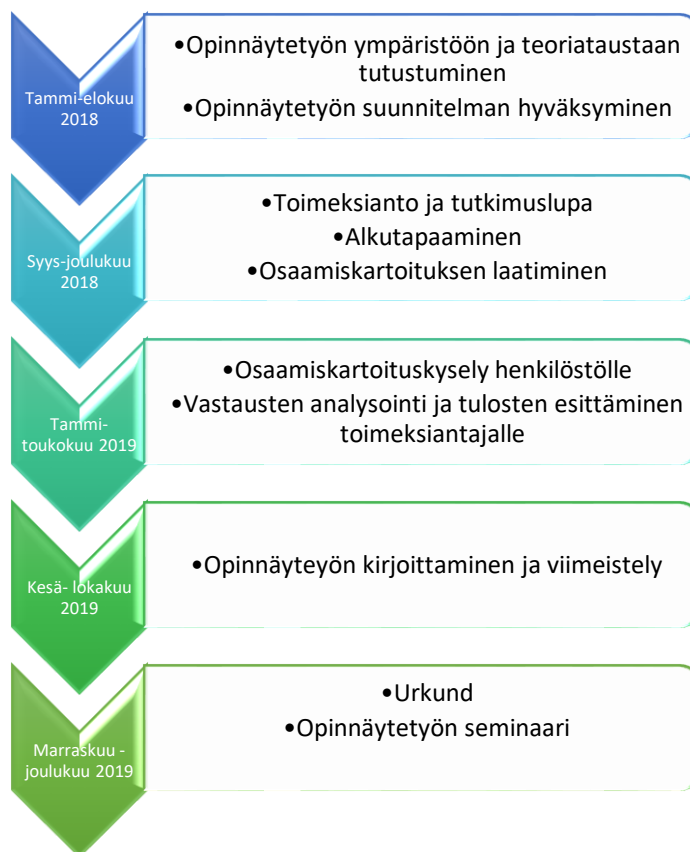 Tammi-elokuu
2018
•Opinnäytetyön ympäristöön ja teoriataustaan
tutustuminen
•Opinnäytetyön suunnitelman hyväksyminen
Syys-joulukuu
2018
•Toimeksianto ja tutkimuslupa
•Alkutapaaminen
•Osaamiskartoituksen laatiminen
Tammi-
toukokuu 2019
•Osaamiskartoituskysely henkilöstölle
•Vastausten analysointi ja tulosten esittäminen
toimeksiantajalle
Kesä- lokakuu
2019
•Opinnäyteyön kirjoittaminen ja viimeistely
Marraskuu -
joulukuu 2019
•Urkund
•Opinnäytetyön seminaari